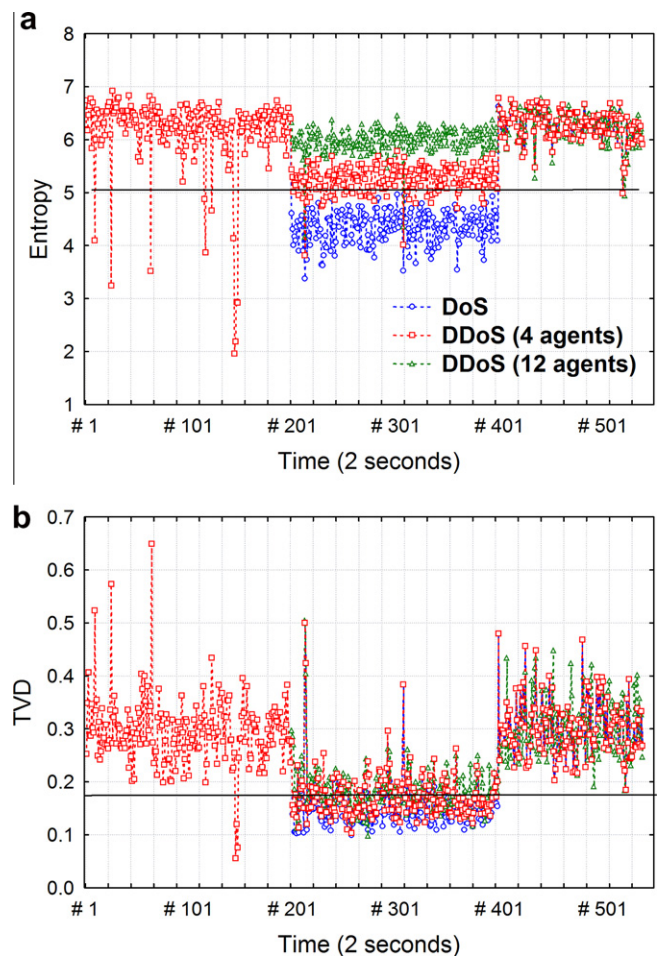 a
8
7
6
5
4
3
2
1
Entropy
DoS
DDoS (4 agents)
DDoS (12 agents)
# 1 # 101 # 201 # 301 # 401 # 501
Time (2 seconds)
b
0.7
0.6
0.5
0.4
0.3
0.2
0.1
0.0
TVD
# 1 # 101 # 201 # 301 # 401 # 501
Time (2 seconds)